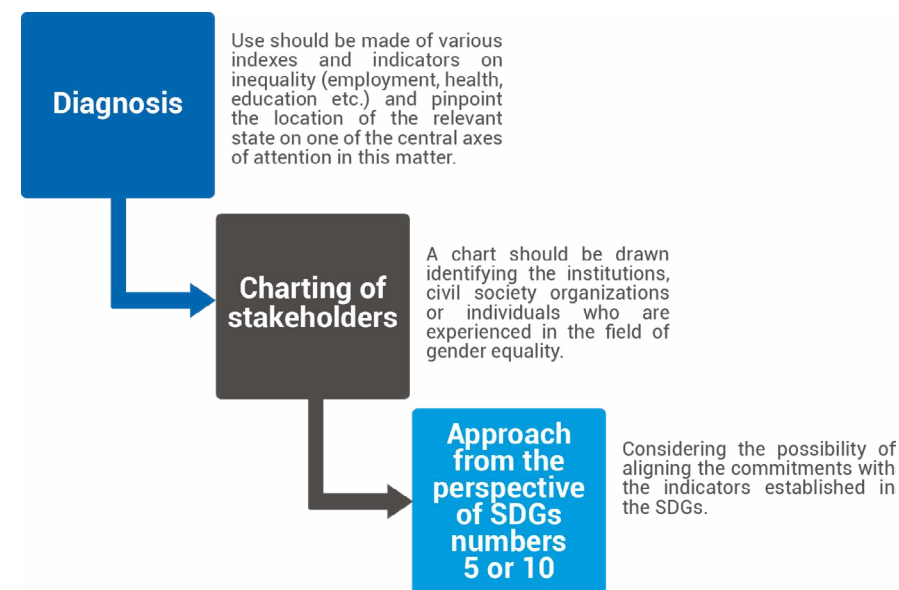 Diagnosis
Use should be made of various
indexes and indicators on
inequality (employment, health,
education etc.) and pinpoint
the location of the relevant
state on one of the central axes
of attention in this matter.
Charting of
stakeholders
A chart should be drawn
identifying the institutions,
civil society organizations
or individuals who are
experienced in the field of
gender equality.
Approach
from the
perspective
of SDGs
numbers
5 or 10
Considering the possibility of
aligning the commitments with
the indicators established in
the SDGs.